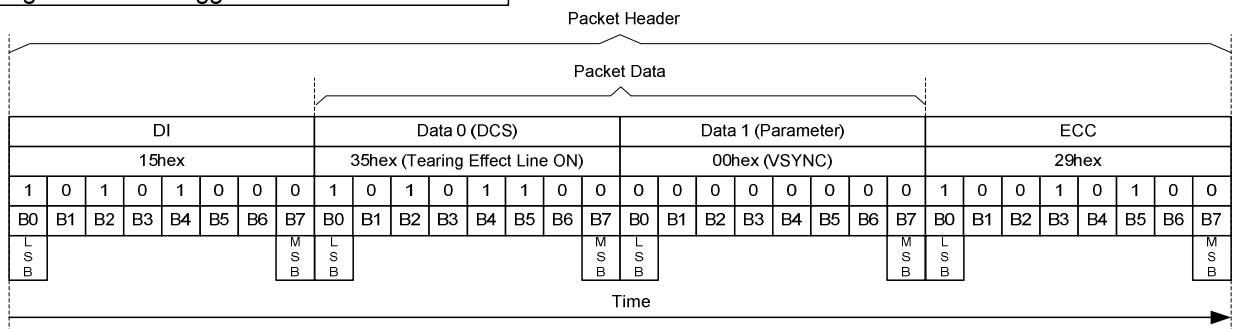 Packet Header
Packet Data
DI Data 0 (DCS) Data 1 (Parameter) ECC
15hex 35hex (Tearing Effect Line ON) 00hex (VSYNC) 29hex
1 0 1 0 1 0 0 0 1 0 1 0 1 1 0 0 0 0 0 0 0 0 0 0 1 0 0 1 0 1 0 0
B0 B1 B2 B3 B4 B5 B6 B7 B0 B1 B2 B3 B4 B5 B6 B7 B0 B1 B2 B3 B4 B5 B6 B7 B0 B1 B2 B3 B4 B5 B6 B7
LSB MSB LSB MSB LSB MSB LSB MSB
Time